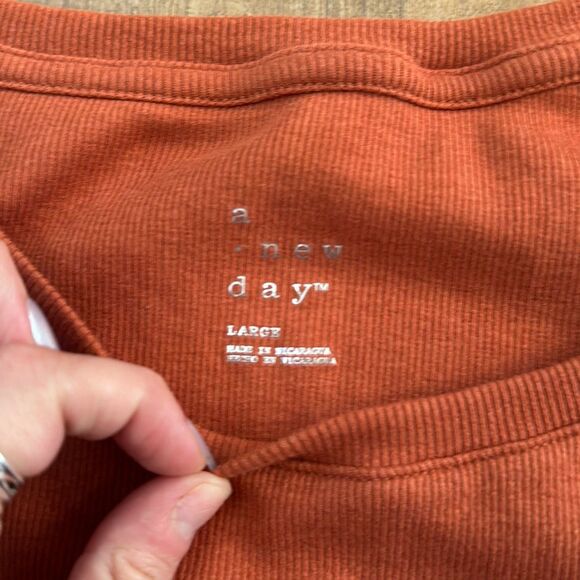 a
new
day™
LARGE
MADE IN NICARAGUA
HECHO EN NICARAGUA